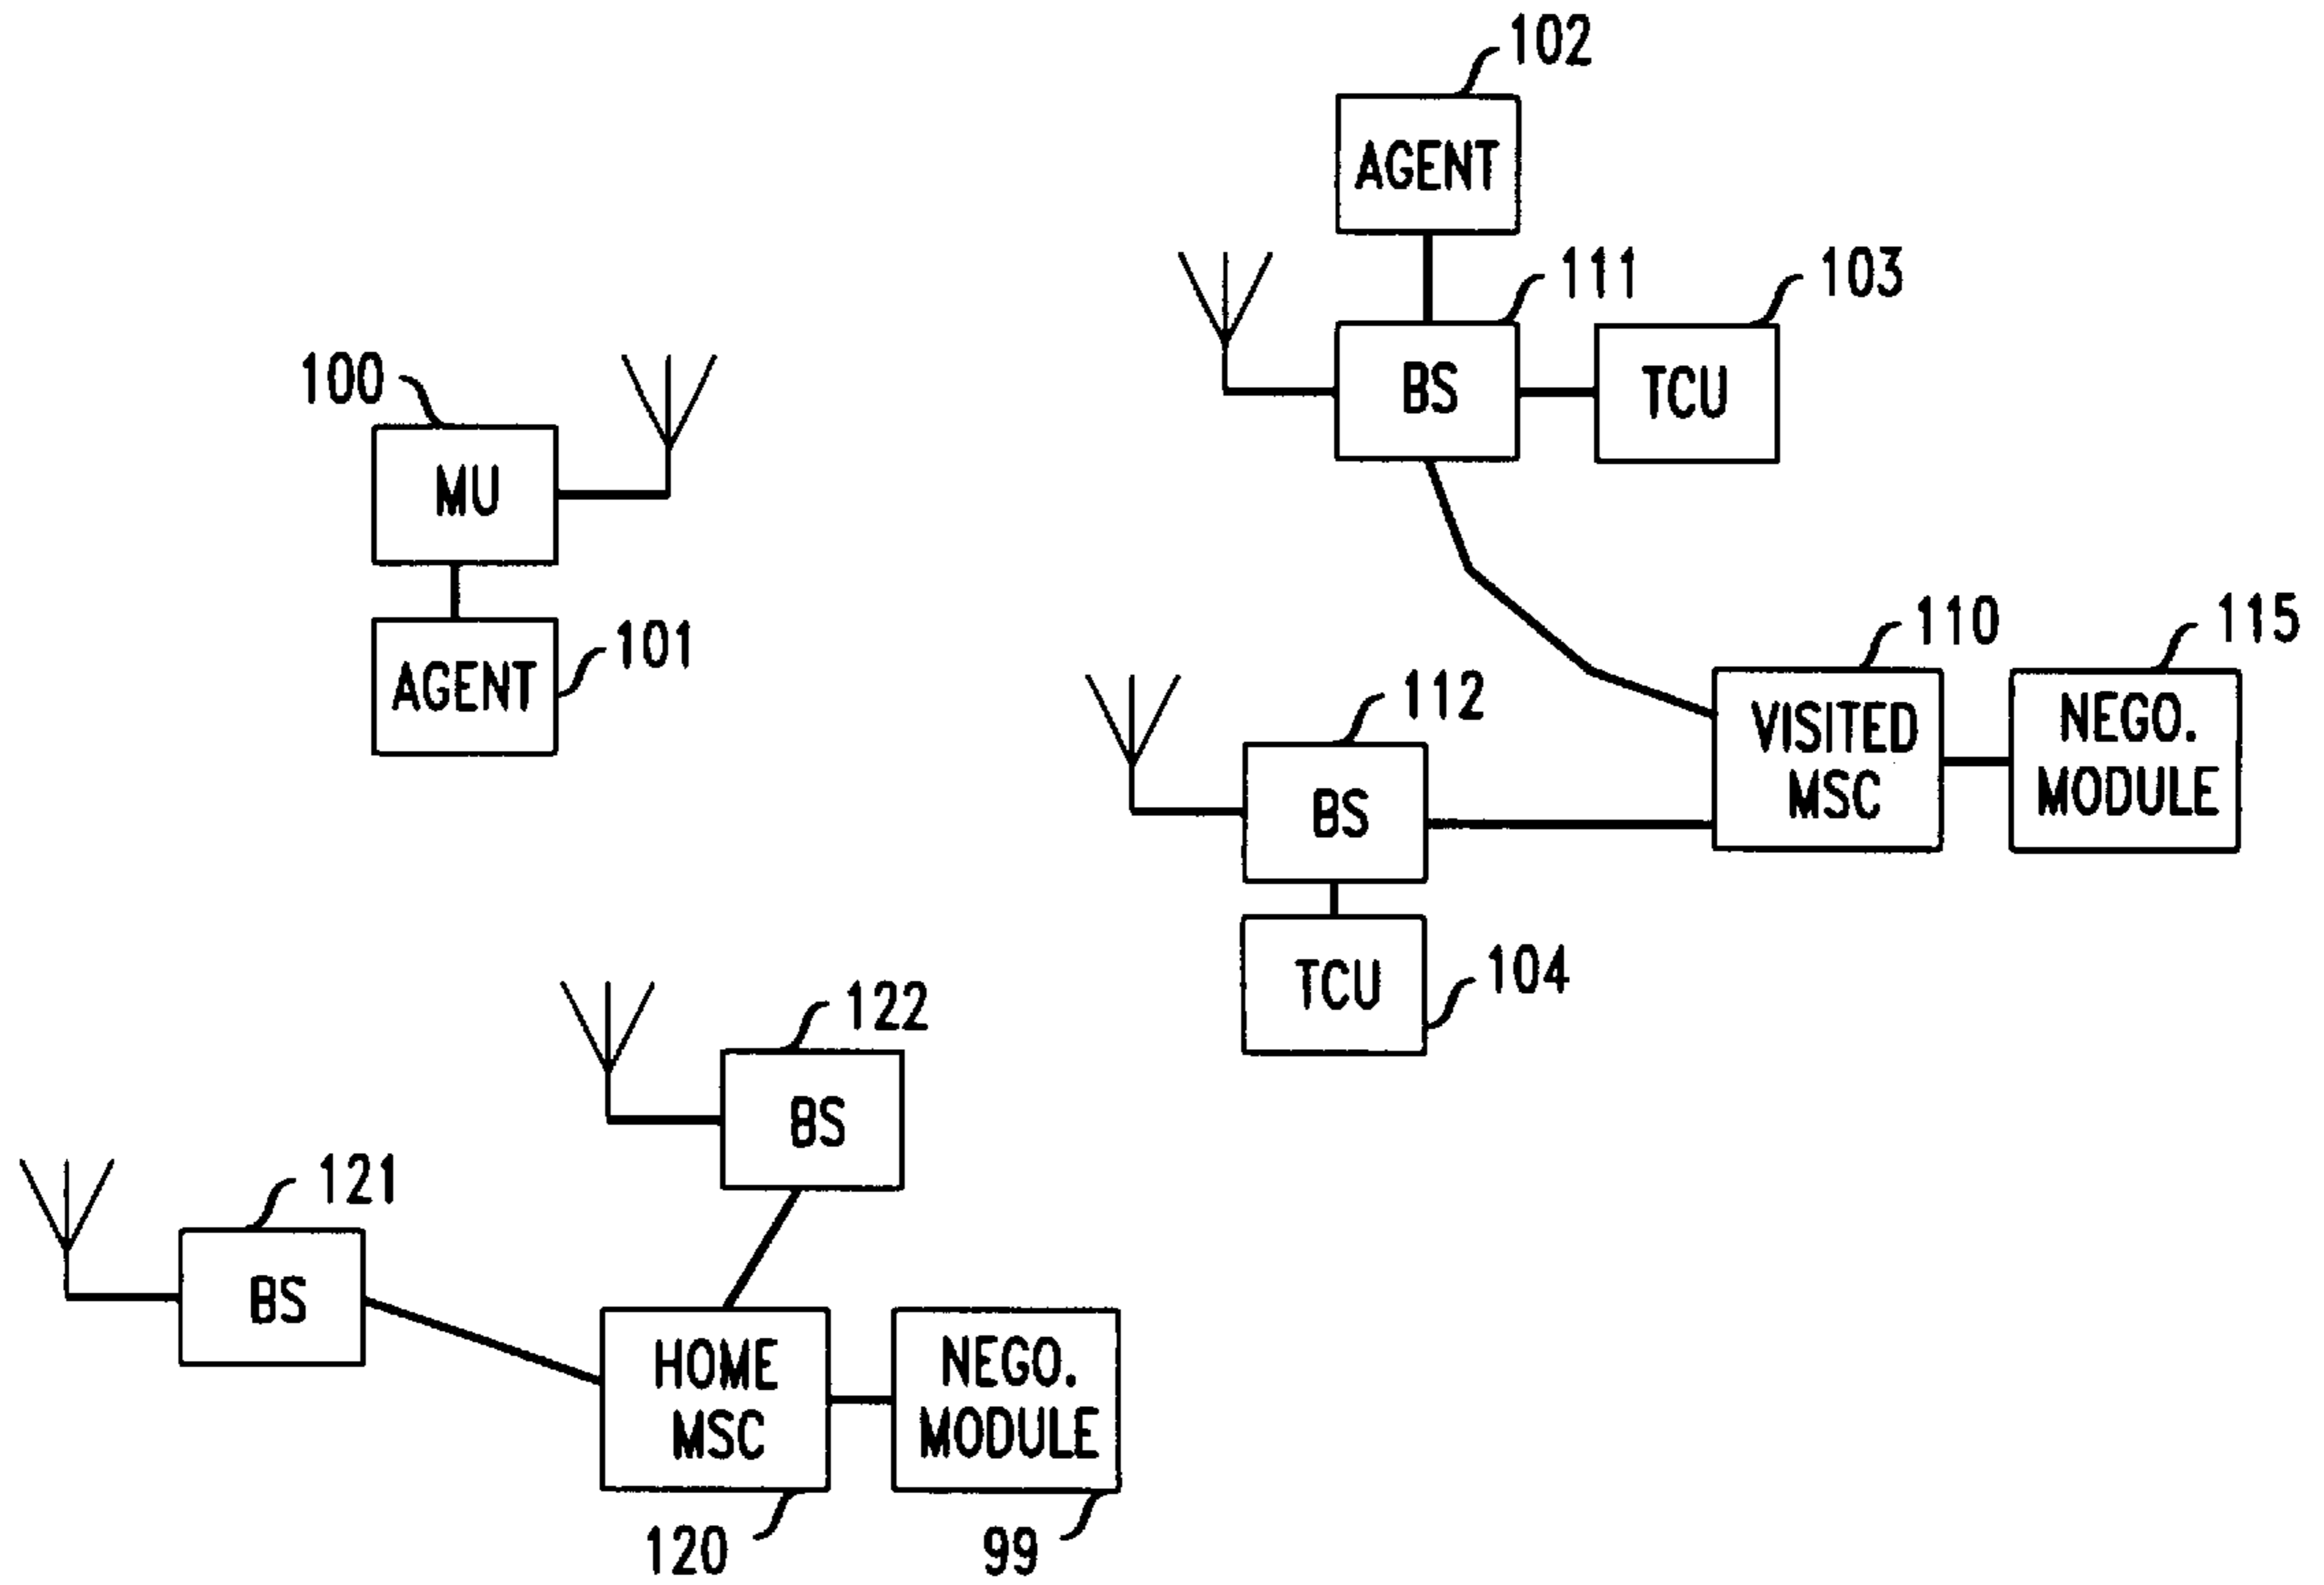 102
AGENT
111
103
BS
TCU
100
MU
101
AGENT
110
115
VISITED
MSC
NEGO.
MODULE
112
BS
TCU
104
122
BS
121
BS
HOME
MSC
NEGO.
MODULE
120
99